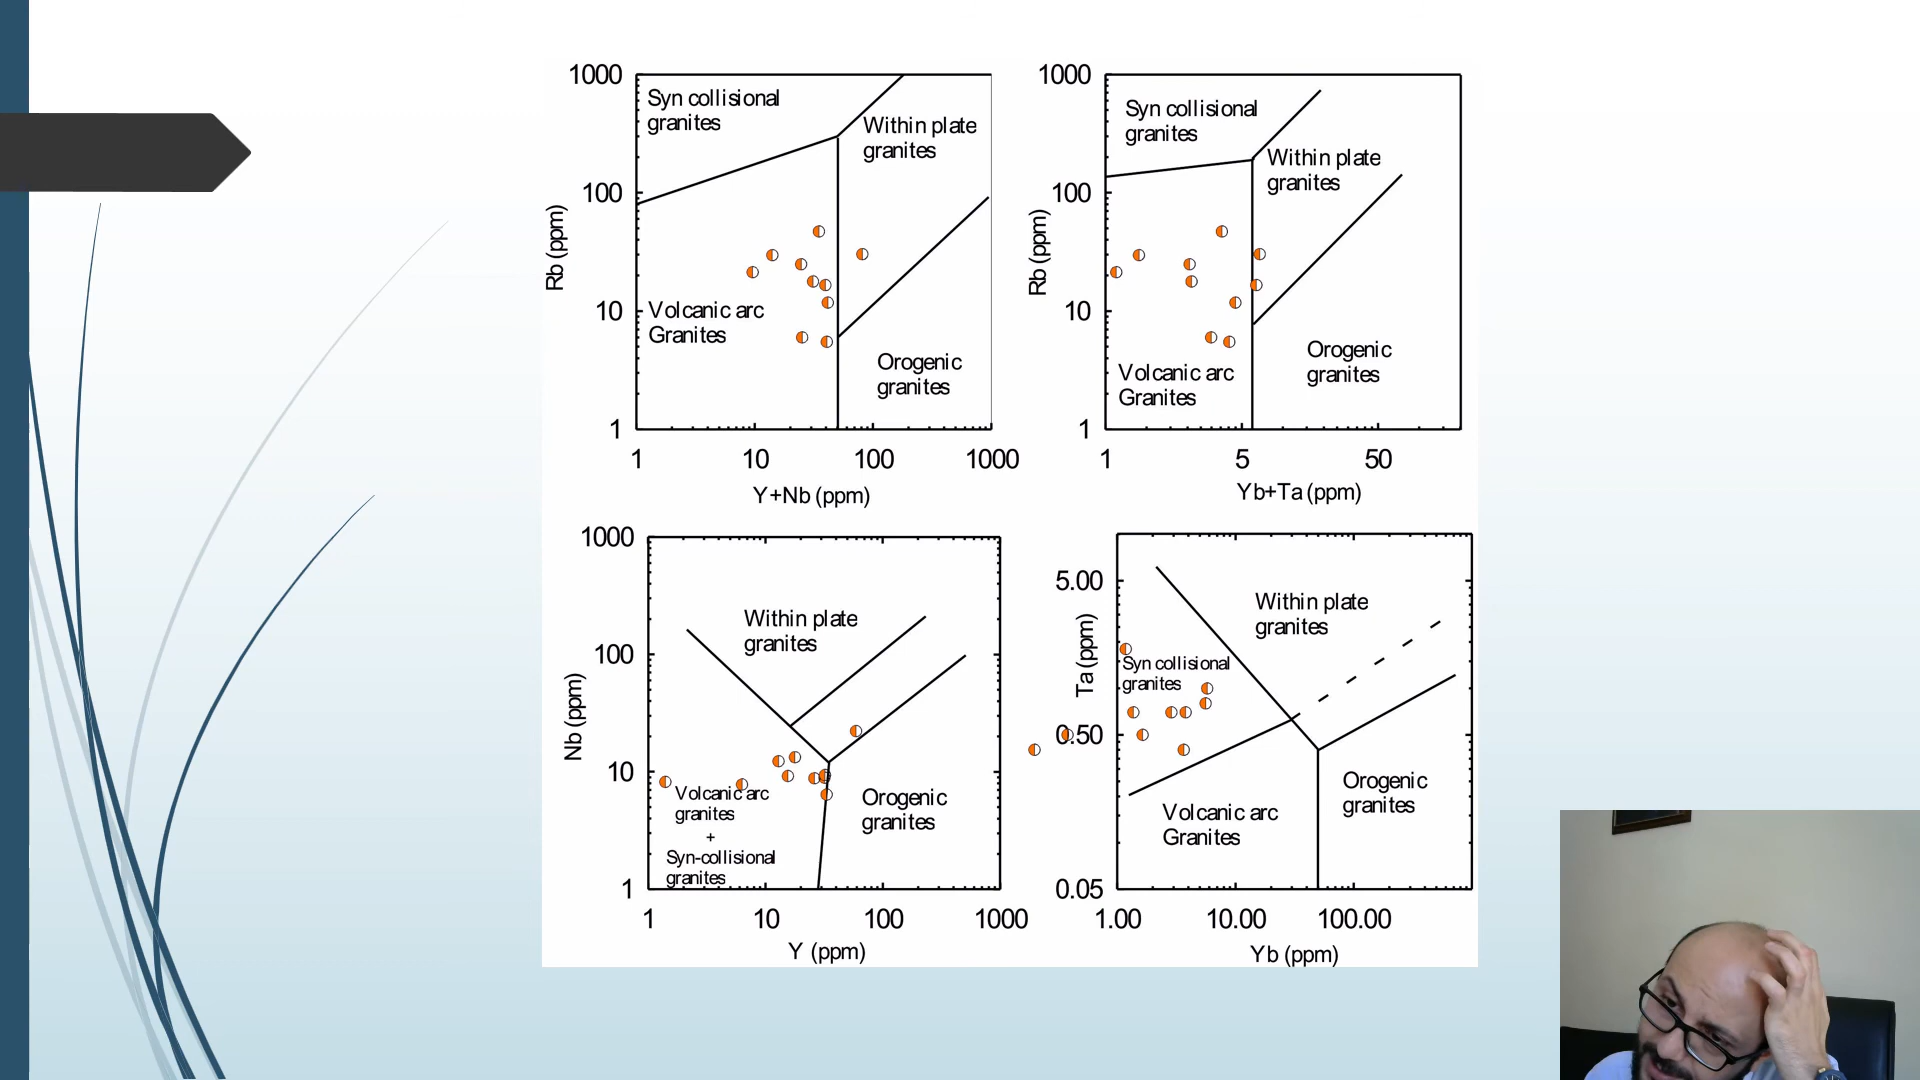 1000
100
10
1
Rb (ppm)
Syn collisional
granites
Within plate
granites
Volcanic arc
Granites
Orogenic
granites
1 10 100 1000
Y+Nb (ppm)
1000
100
10
1
Rb (ppm)
Syn collisional
granites
Within plate
granites
Volcanic arc
Granites
Orogenic
granites
1 5 50
Yb+Ta (ppm)
1000
100
10
1
Nb (ppm)
Within plate
granites
Volcanic arc
granites
+
Syn-collisional
granites
Orogenic
granites
1 10 100 1000
Y (ppm)
5.00
0.50
0.05
Ta (ppm)
Within plate
granites
Syn collisional
granites
Volcanic arc
Granites
Orogenic
granites
1.00 10.00 100.00
Yb (ppm)